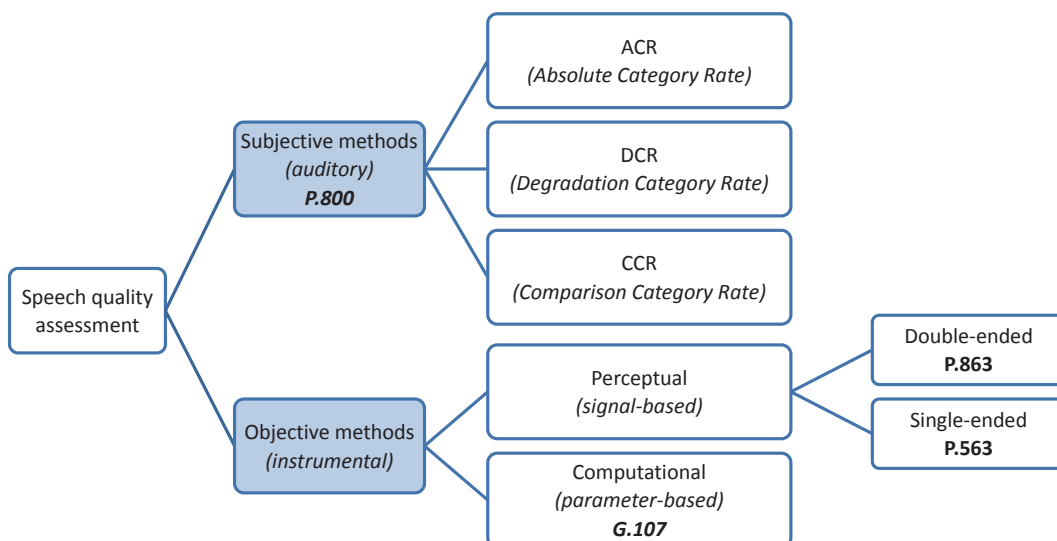 Speech quality
assessment
Subjective methods
(auditory)
P.800
ACR
(Absolute Category Rate)
DCR
(Degradation Category Rate)
CCR
(Comparison Category Rate)
Objective methods
(instrumental)
Perceptual
(signal-based)
Double-ended
P.863
Single-ended
P.563
Computational
(parameter-based)
G.107